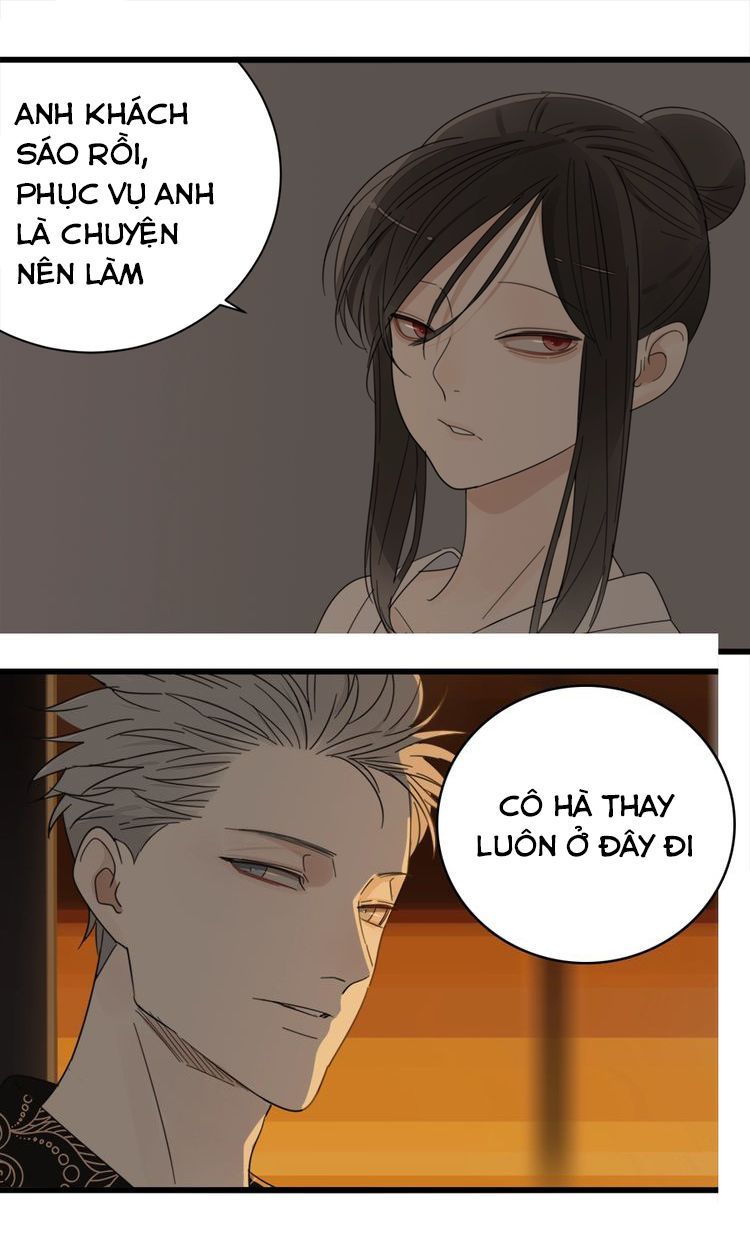 ANH KHÁCH
SÁO RỒI,
PHỤC VỤ ANH
LÀ CHUYỆN
NÊN LÀM
CÔ HÀ THAY
LUÔN Ở ĐÂY ĐI